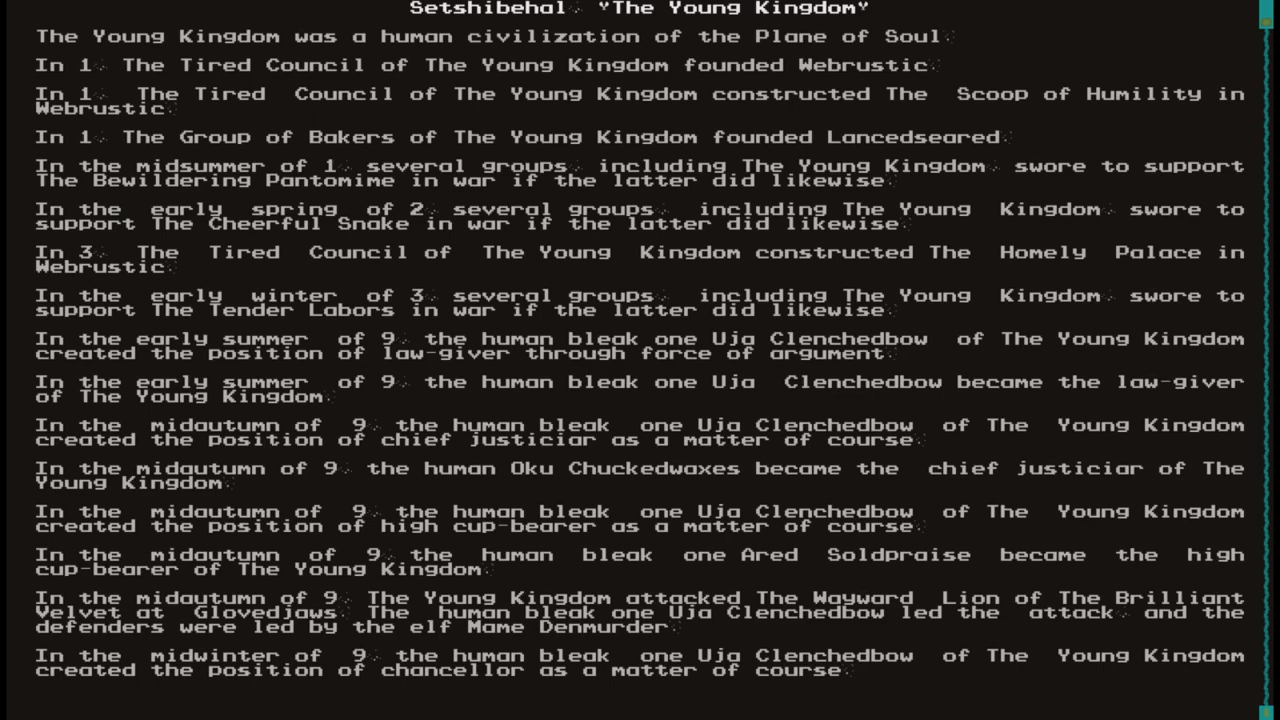 Setshibehal, "The Young Kingdom"
The Young Kingdom was a human civilization of the Plane of Soul.
In 1, The Tired Council of The Young Kingdom founded Webrustic.
In 1, The Tired Council of The Young Kingdom constructed The Scoop of Humility in
Webrustic.
In 1, The Group of Bakers of The Young Kingdom founded Lancedseared.
In the midsummer of 1, several groups, including The Young Kingdom, swore to support
The Bewildering Pantomime in war if the latter did likewise.
In the early spring of 2, several groups, including The Young Kingdom, swore to
support The Cheerful Snake in war if the latter did likewise.
In 3, The Tired Council of The Young Kingdom constructed The Homely Palace in
Webrustic.
In the early winter of 3, several groups, including The Young Kingdom, swore to
support The Tender Labors in war if the latter did likewise.
In the early summer of 9, the human bleak one Uja Clenchedbow of The Young Kingdom
created the position of law-giver through force of argument.
In the early summer of 9, the human bleak one Uja Clenchedbow became the law-giver
of The Young Kingdom.
In the midautumn of 9, the human bleak one Uja Clenchedbow of The Young Kingdom
created the position of chief justiciar as a matter of course.
In the midautumn of 9, the human Oku Chuckedwaxes became the chief justiciar of The
Young Kingdom.
In the midautumn of 9, the human bleak one Uja Clenchedbow of The Young Kingdom
created the position of high cup-bearer as a matter of course.
In the midautumn of 9, the human bleak one Ared Soldpraise became the high
cup-bearer of The Young Kingdom.
In the midautumn of 9, The Young Kingdom attacked The Wayward Lion of The Brilliant
Velvet at Glovedjaws. The human bleak one Uja Clenchedbow led the attack, and the
defenders were led by the elf Mame Denmurder.
In the midwinter of 9, the human bleak one Uja Clenchedbow of The Young Kingdom
created the position of chancellor as a matter of course.